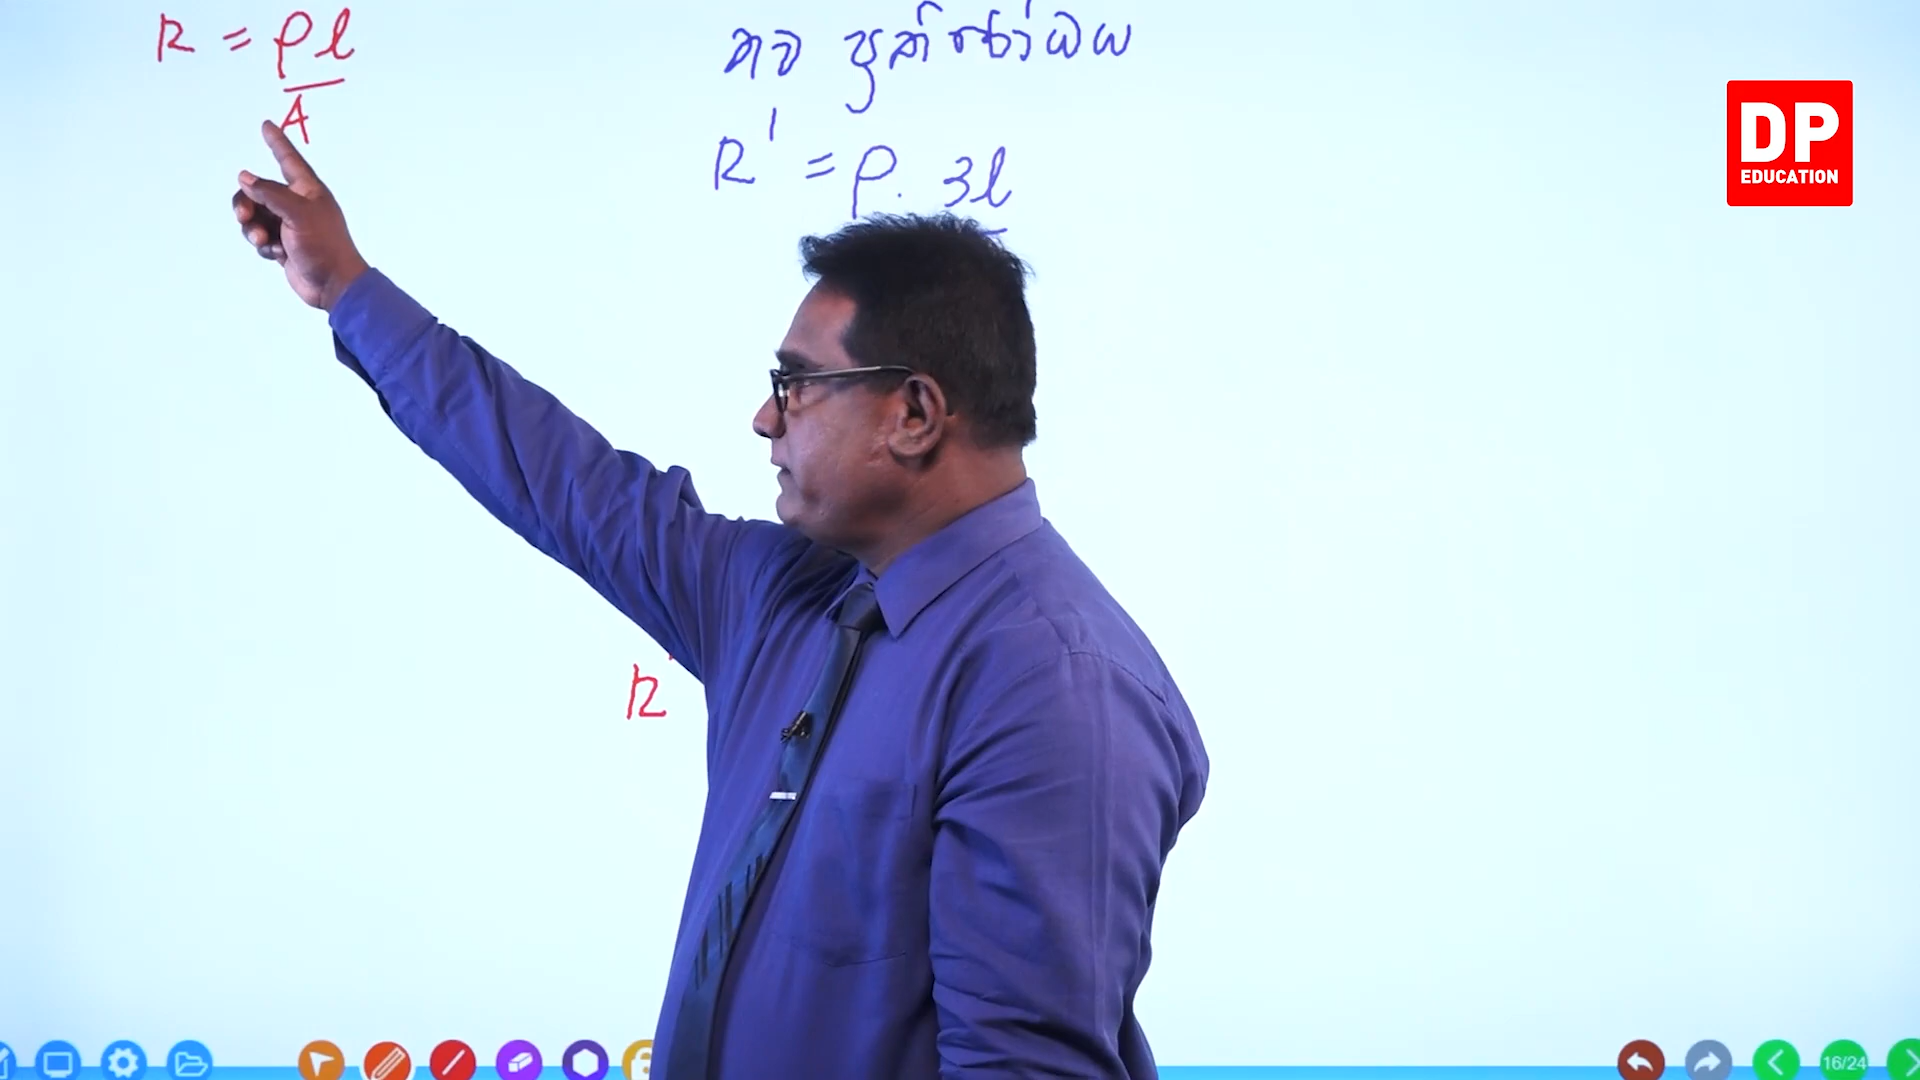 R = ρl
A
නව ප්‍රතිරෝධය
R' = ρ. 3l
R
DP
EDUCATION
16/24